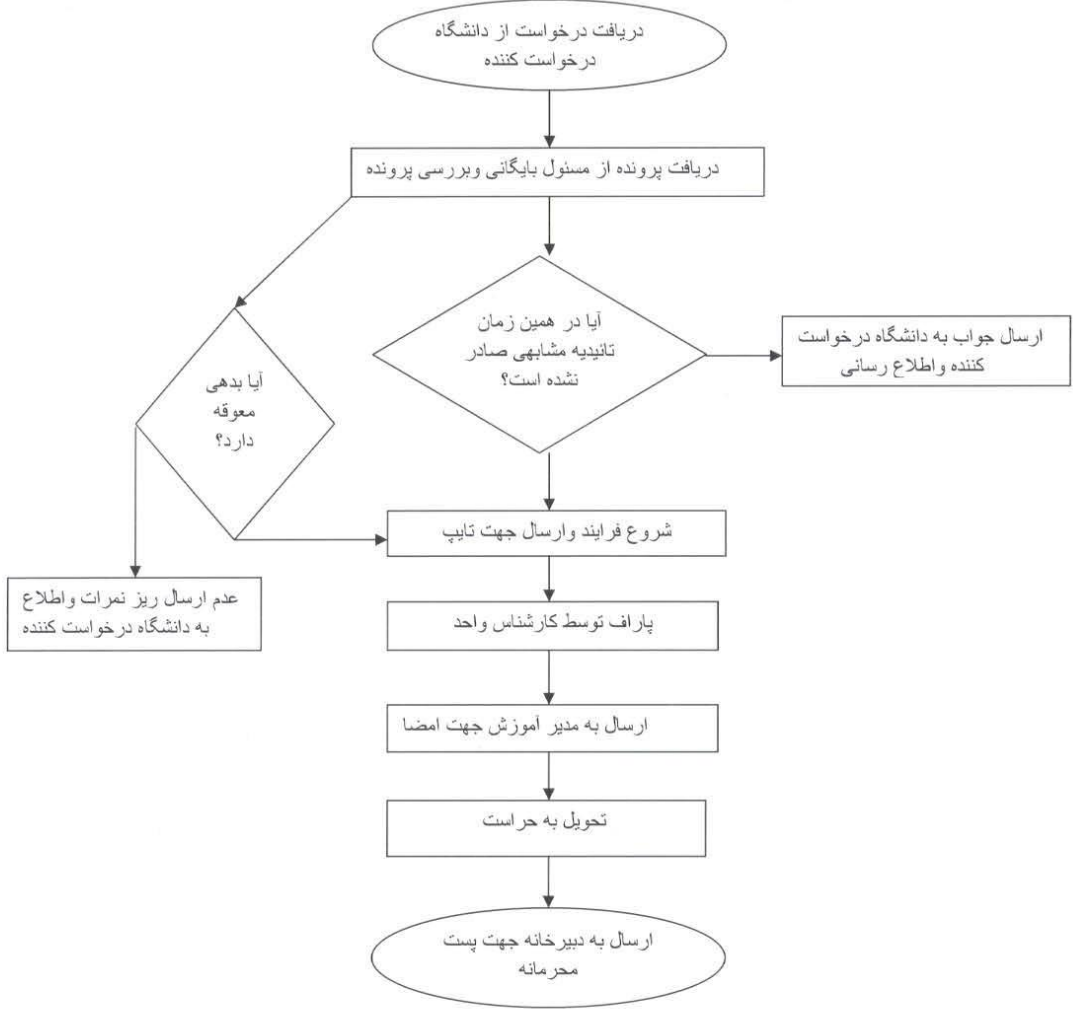 دریافت درخواست از دانشگاه
درخواست کننده
دریافت پرونده از مسئول بایگانی وبررسی پرونده
آیا در همین زمان
تائیدیه مشابهی صادر
نشده است؟
ارسال جواب به دانشگاه درخواست
کننده واطلاع رسانی
آیا بدهی
معوقه
دارد؟
شروع فرایند وارسال جهت تایپ
عدم ارسال ریز نمرات واطلاع
به دانشگاه درخواست کننده
پاراف توسط کارشناس واحد
ارسال به مدیر آموزش جهت امضا
تحویل به حراست
ارسال به دبیرخانه جهت پست
محرمانه